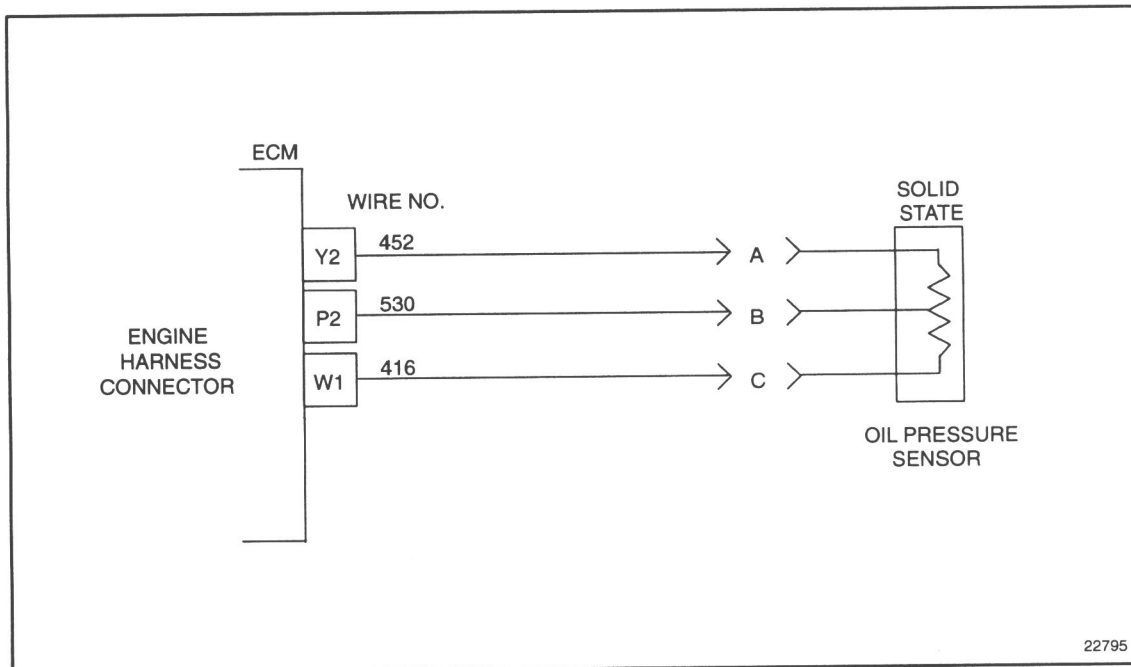 ECM
WIRE NO.
Y2
452
A
P2
530
B
W1
416
C
ENGINE
HARNESS
CONNECTOR
SOLID
STATE
OIL PRESSURE
SENSOR
22795